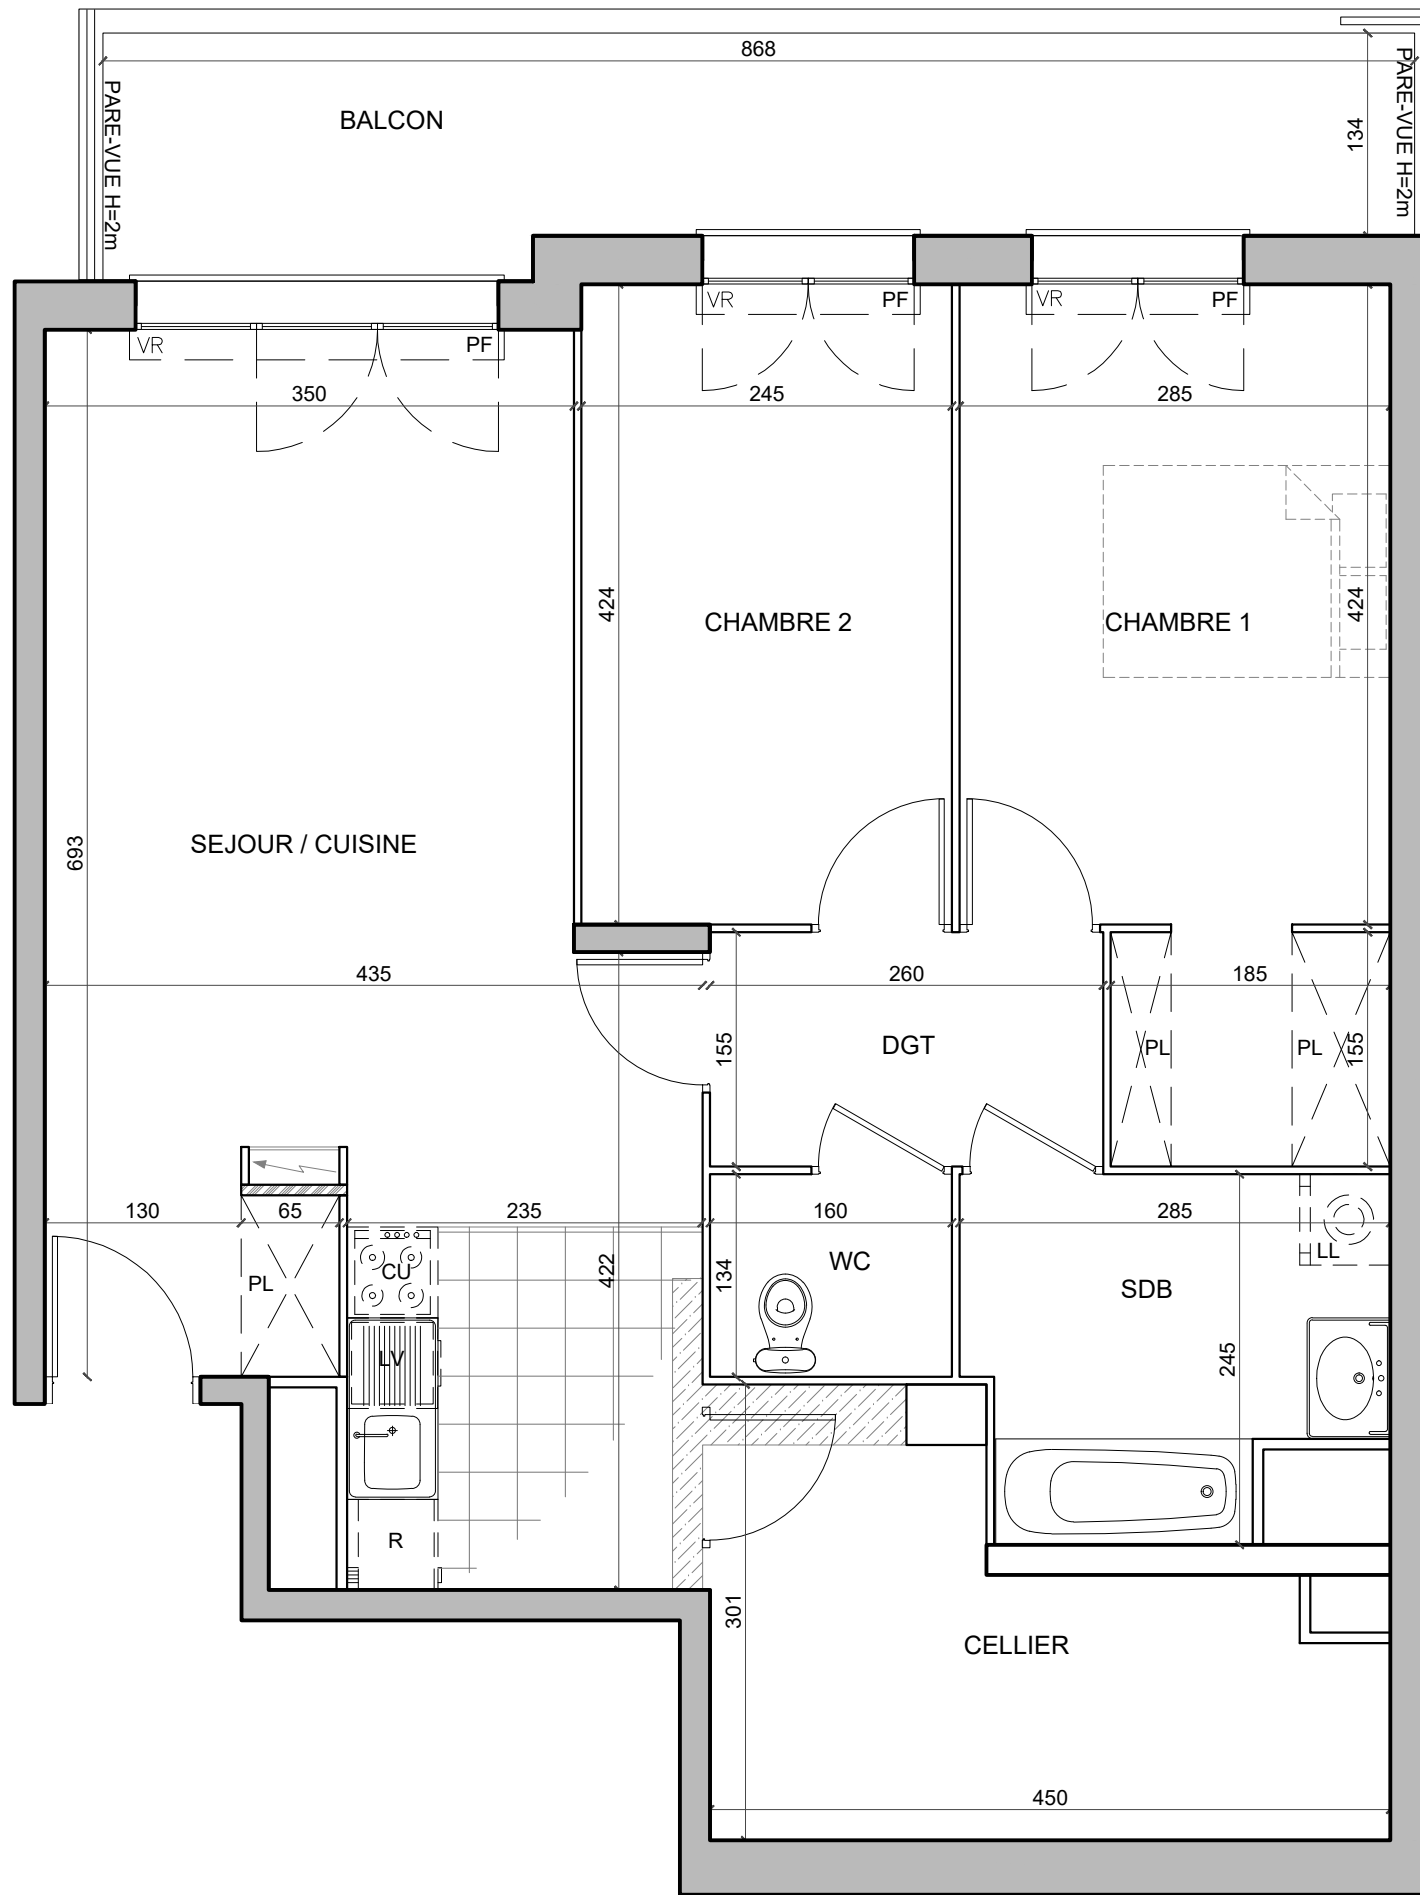 868
BALCON
PARE-VUE H=2m
PARE-VUE H=2m
134
VR
PF
VR
PF
VR
PF
350
245
285
424
CHAMBRE 2
CHAMBRE 1
424
693
SEJOUR / CUISINE
435
260
185
155
DGT
PL
PL
155
130
65
235
160
285
PL
CU
422
134
WC
SDB
LL
LV
245
R
301
CELLIER
450